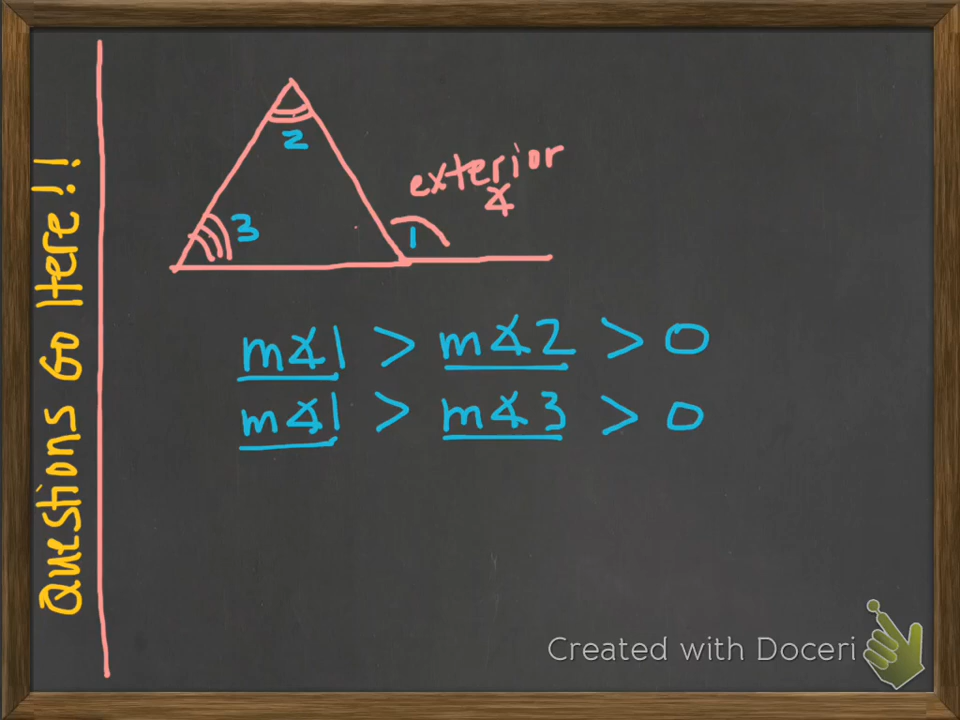 Questions Go Here!!
2
exterior
∡
3
1
m∡1 > m∡2 > 0
m∡1 > m∡3 > 0
Created with Doceri